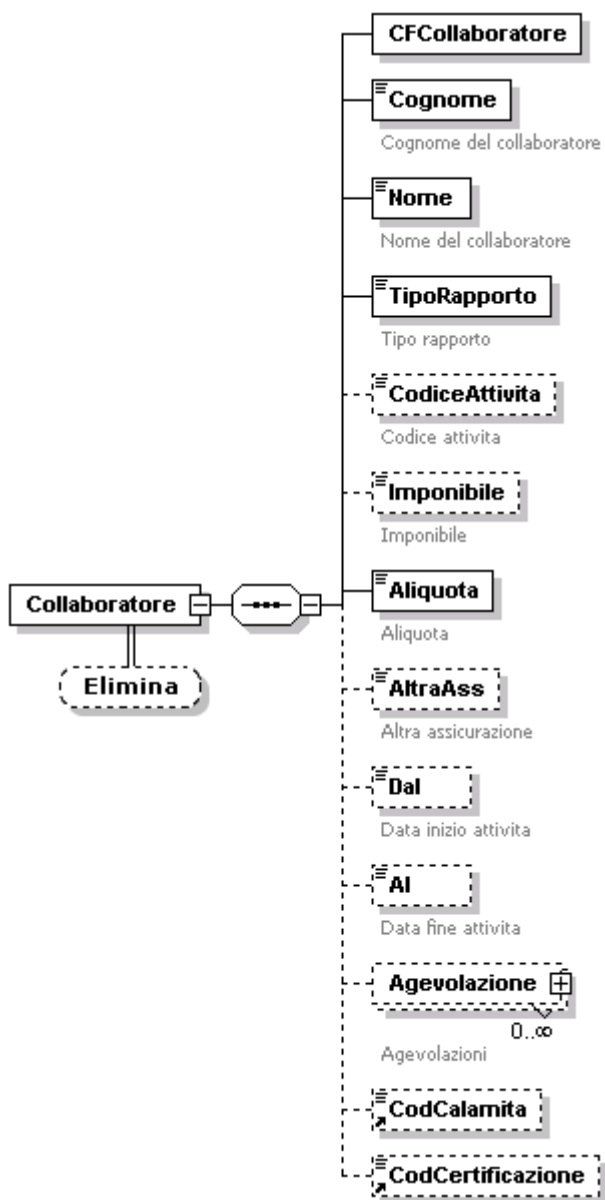 CFCollaboratore
Cognome
Cognome del collaboratore
Nome
Nome del collaboratore
TipoRapporto
Tipo rapporto
CodiceAttivita
Codice attivita
Imponibile
Imponibile
Collaboratore
Elimina
Aliquota
Aliquota
AltraAss
Altra assicurazione
Dal
Data inizio attivita
Al
Data fine attivita
Agevolazione
0..∞
Agevolazioni
CodCalamita
CodCertificazione